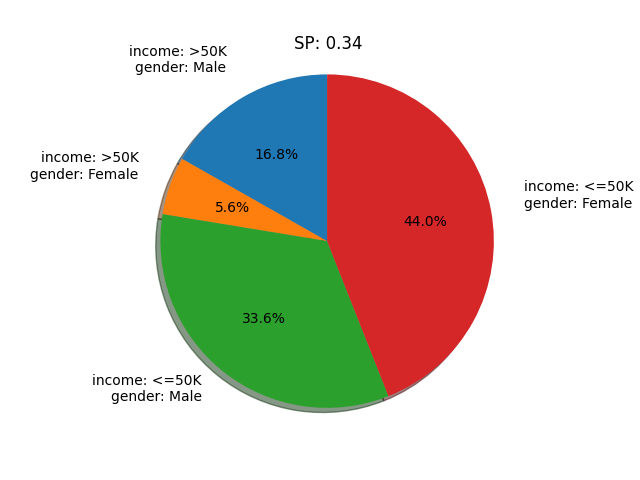 SP: 0.34
income: >50K
gender: Male
16.8%
income: >50K
gender: Female
5.6%
income: <=50K
gender: Female
44.0%
33.6%
income: <=50K
gender: Male